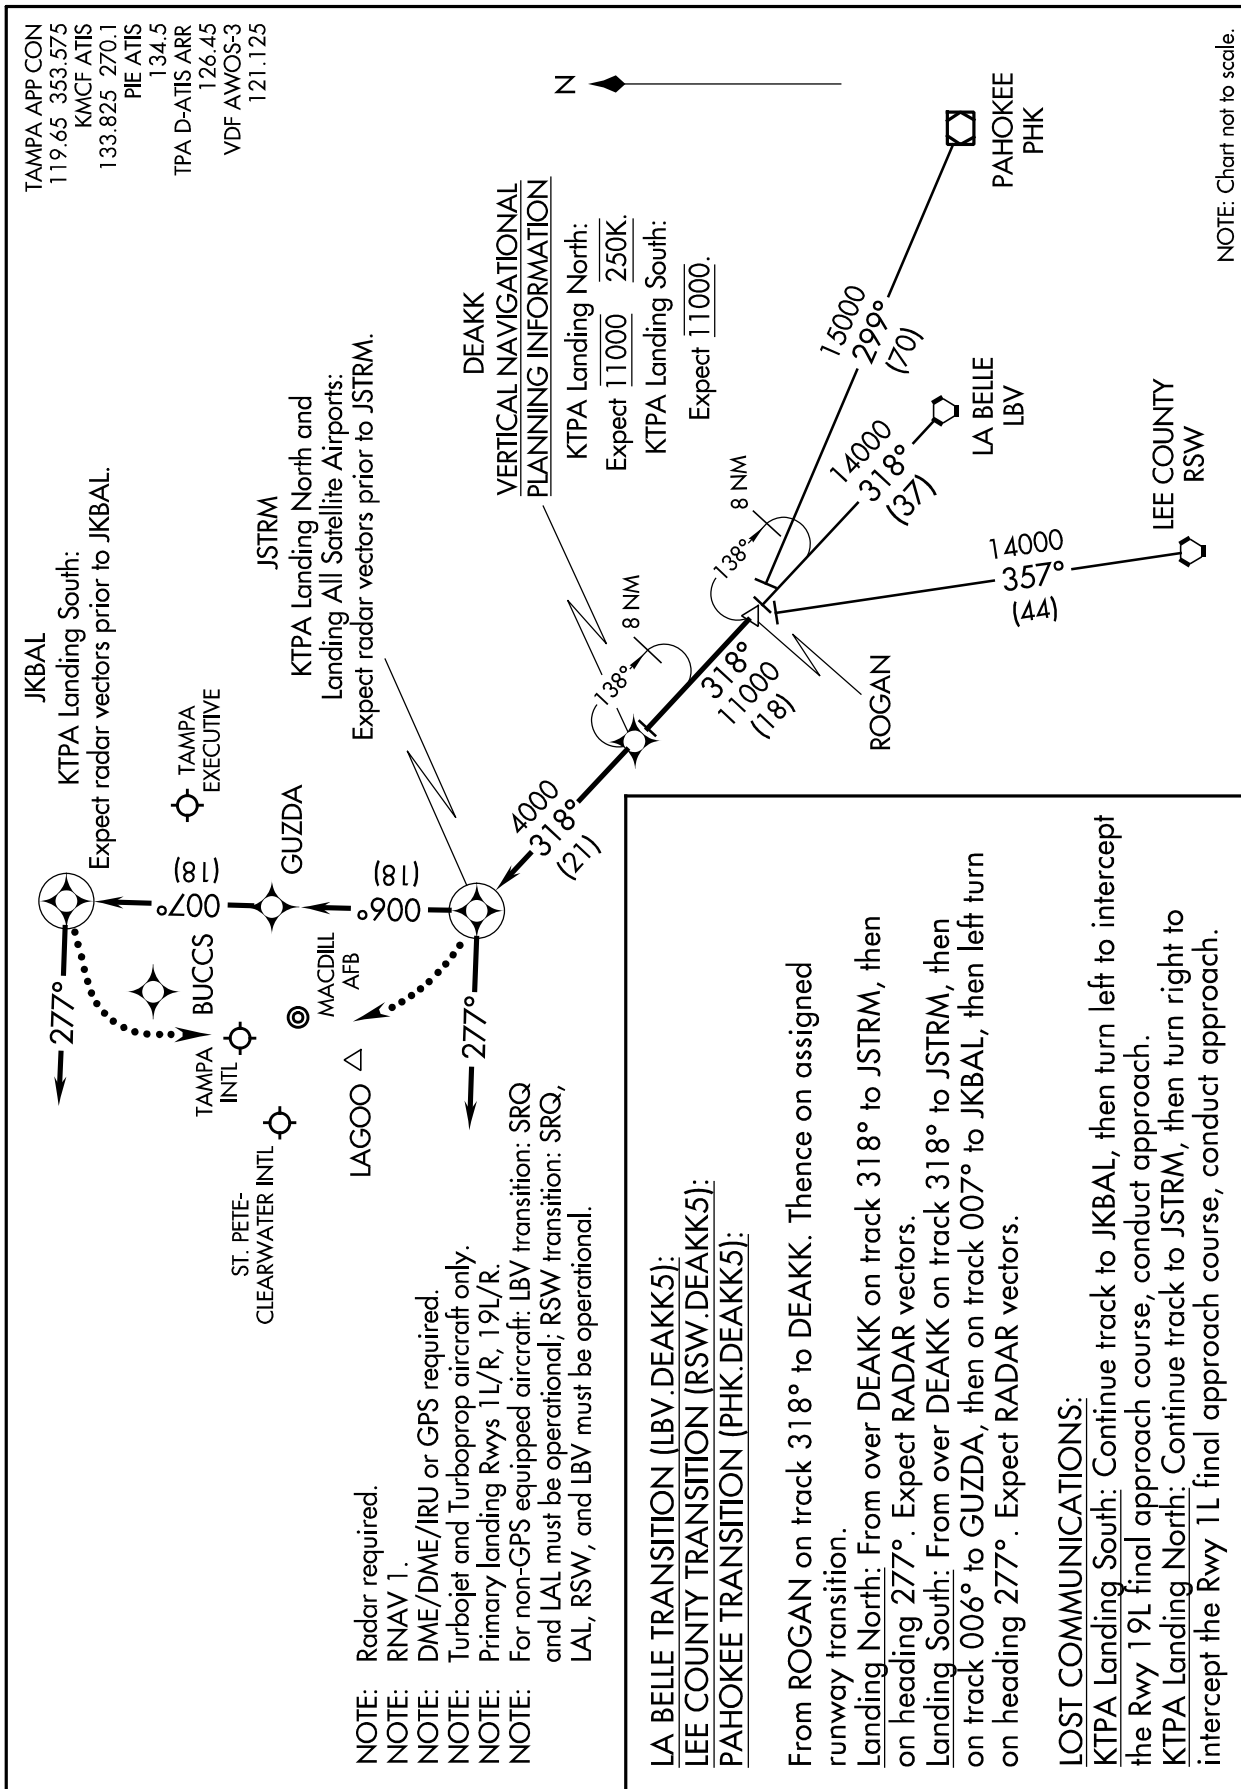 TAMPA APP CON
119.65 353.575
KMCF ATIS
133.825 270.1
PIE ATIS
134.5
TPA D-ATIS ARR
126.45
VDF AWOS-3
121.125
JKBAL
KTPA Landing South:
Expect radar vectors prior to JKBAL.
277°
007°
(18)
BUCCS
TAMPA
EXECUTIVE
TAMPA
INTL
GUZDA
ST. PETE-
CLEARWATER INTL
MACDILL
AFB
LAGOO
006°
(18)
277°
JSTRM
KTPA Landing North and
Landing All Satellite Airports:
Expect radar vectors prior to JSTRM.
4000
318°
(21)
DEAKK
VERTICAL NAVIGATIONAL
PLANNING INFORMATION
KTPA Landing North:
Expect 11000 250K.
KTPA Landing South:
Expect 11000.
N
138°
8 NM
318°
11000
(18)
138°
8 NM
ROGAN
15000
299°
(70)
PAHOKEE
PHK
14000
318°
(37)
LA BELLE
LBV
14000
357°
(44)
LEE COUNTY
RSW
NOTE: Chart not to scale.
NOTE: Radar required.
NOTE: RNAV 1.
NOTE: DME/DME/IRU or GPS required.
NOTE: Turbojet and Turboprop aircraft only.
NOTE: Primary landing Rwys 1L/R, 19L/R.
NOTE: For non-GPS equipped aircraft: LBV transition: SRQ
and LAL must be operational; RSW transition: SRQ,
LAL, RSW, and LBV must be operational.
LA BELLE TRANSITION (LBV.DEAKK5):
LEE COUNTY TRANSITION (RSW.DEAKK5):
PAHOKEE TRANSITION (PHK.DEAKK5):
From ROGAN on track 318° to DEAKK. Thence on assigned
runway transition.
Landing North: From over DEAKK on track 318° to JSTRM, then
on heading 277°. Expect RADAR vectors.
Landing South: From over DEAKK on track 318° to JSTRM, then
on track 006° to GUZDA, then on track 007° to JKBAL, then left turn
on heading 277°. Expect RADAR vectors.
LOST COMMUNICATIONS:
KTPA Landing South: Continue track to JKBAL, then turn left to intercept
the Rwy 19L final approach course, conduct approach.
KTPA Landing North: Continue track to JSTRM, then turn right to
intercept the Rwy 1L final approach course, conduct approach.